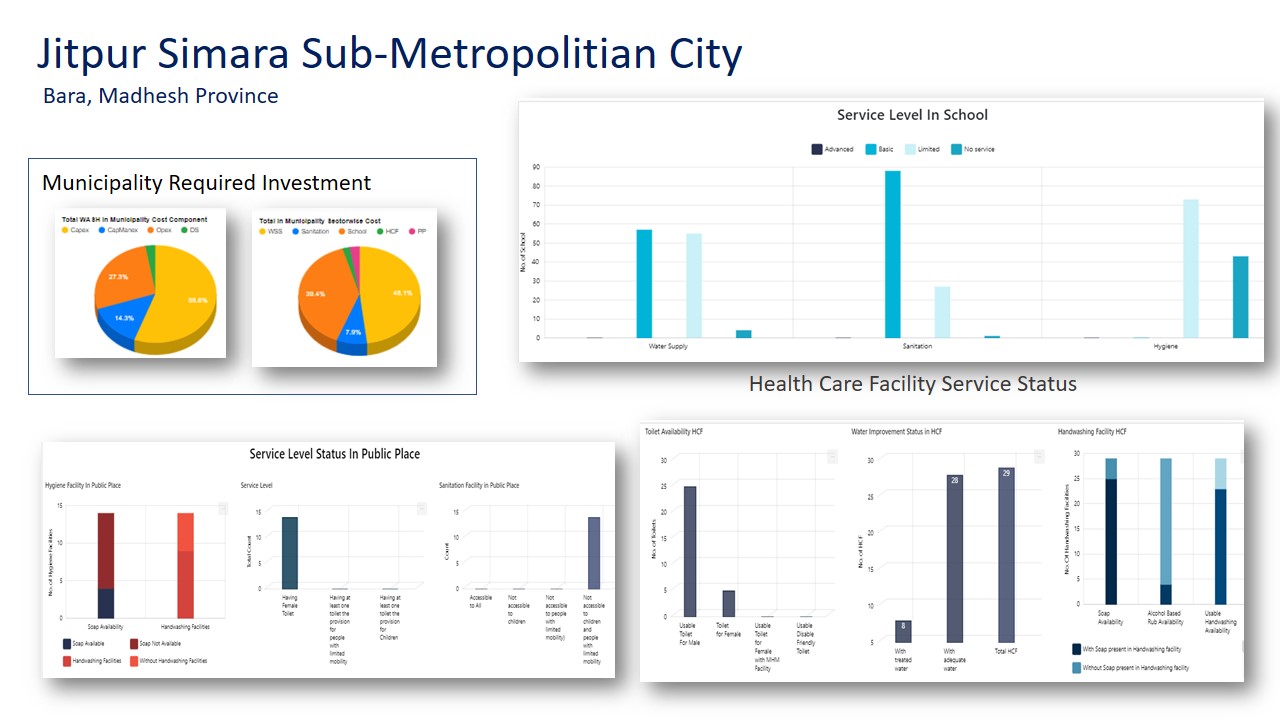 Jitpur Simara Sub-Metropolitian City
Bara, Madhesh Province
Municipality Required Investment
Total WASH in Municipality Cost Component
Capex CapManex Opex DS
27.3%
14.3%
Total in Municipality Sectorwise Cost
WSS Sanitation School HCF PP
39.4%
48.1%
7.9%
Service Level In School
Advanced Basic Limited No service
No. of School
90
80
70
60
50
40
30
20
10
0
Water Supply Sanitation Hygiene
Health Care Facility Service Status
Service Level Status In Public Place
Hygiene Facility In Public Place
No. of Hygiene Facilities
15
10
5
0
Soap Availability Handwashing Facilities
Soap Available Soap Not Available
Handwashing Facilities Without Handwashing Facilities
Service Level
Total Count
15
10
5
0
Having
Female
Toilet
Having at
least one
toilet the
provision
for
people
with
limited
mobility
Having at
least one
toilet the
provision
for
Children
Sanitation Facility in Public Place
Count
15
10
5
0
Accessible
to All
Not
accessible
to
children
Not
accessible
to people
with
limited
mobility)
Not
accessible
to
children
and
people
with
limited
mobility
Toilet Availability HCF
No. of Toilets
30
25
20
15
10
5
0
Usable
Toilet
For Male
Toilet
for Female
Usable
Toilet
for
Female
with MHM
Facility
Usable
Disable
Friendly
Toilet
Water Improvement Status in HCF
No. of HCF
30
25
20
15
10
5
8
28
29
With
treated
water
With
adequate
water
Total HCF
Handwashing Facility HCF
No. Of Handwashing Facilities
30
25
20
15
10
5
0
Soap
Availability
Alcohol Based
Rub Availability
Usable
Handwashing
Availability
With Soap present in Handwashing facility
Without Soap present in Handwashing facility